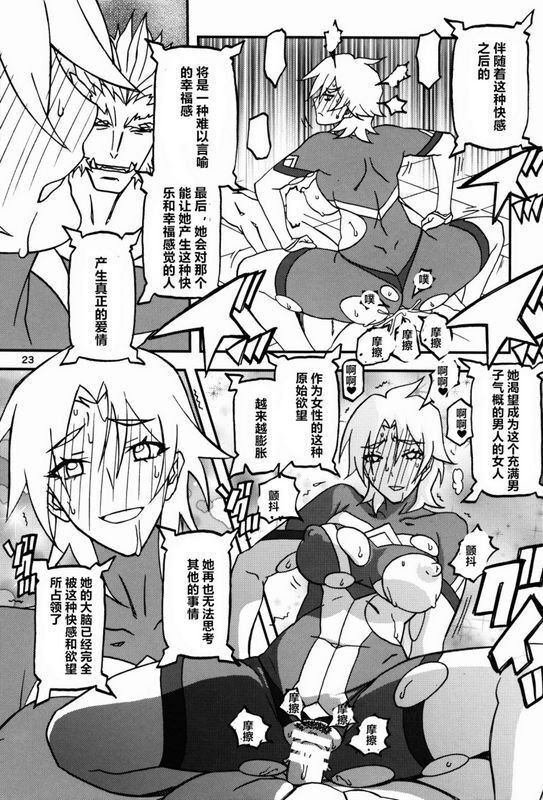 伴随着这种快感
之后的
将是一种难以言喻
的幸福感
最后，她会对那个
能让她产生这种快
乐和幸福感觉的人
产生真正的爱情
噗
噗
摩擦
摩擦
摩擦
23
她渴望成为这个充满男
子气概的男人的女人
啊啊♥
啊啊♥
啊啊♥
作为女性的这种
原始欲望
越来越膨胀
颤抖
颤抖
她再也无法思考
其他的事情
她的大脑已经完全
被这种快感和欲望
所占领了
摩擦
摩擦
摩擦
摩擦